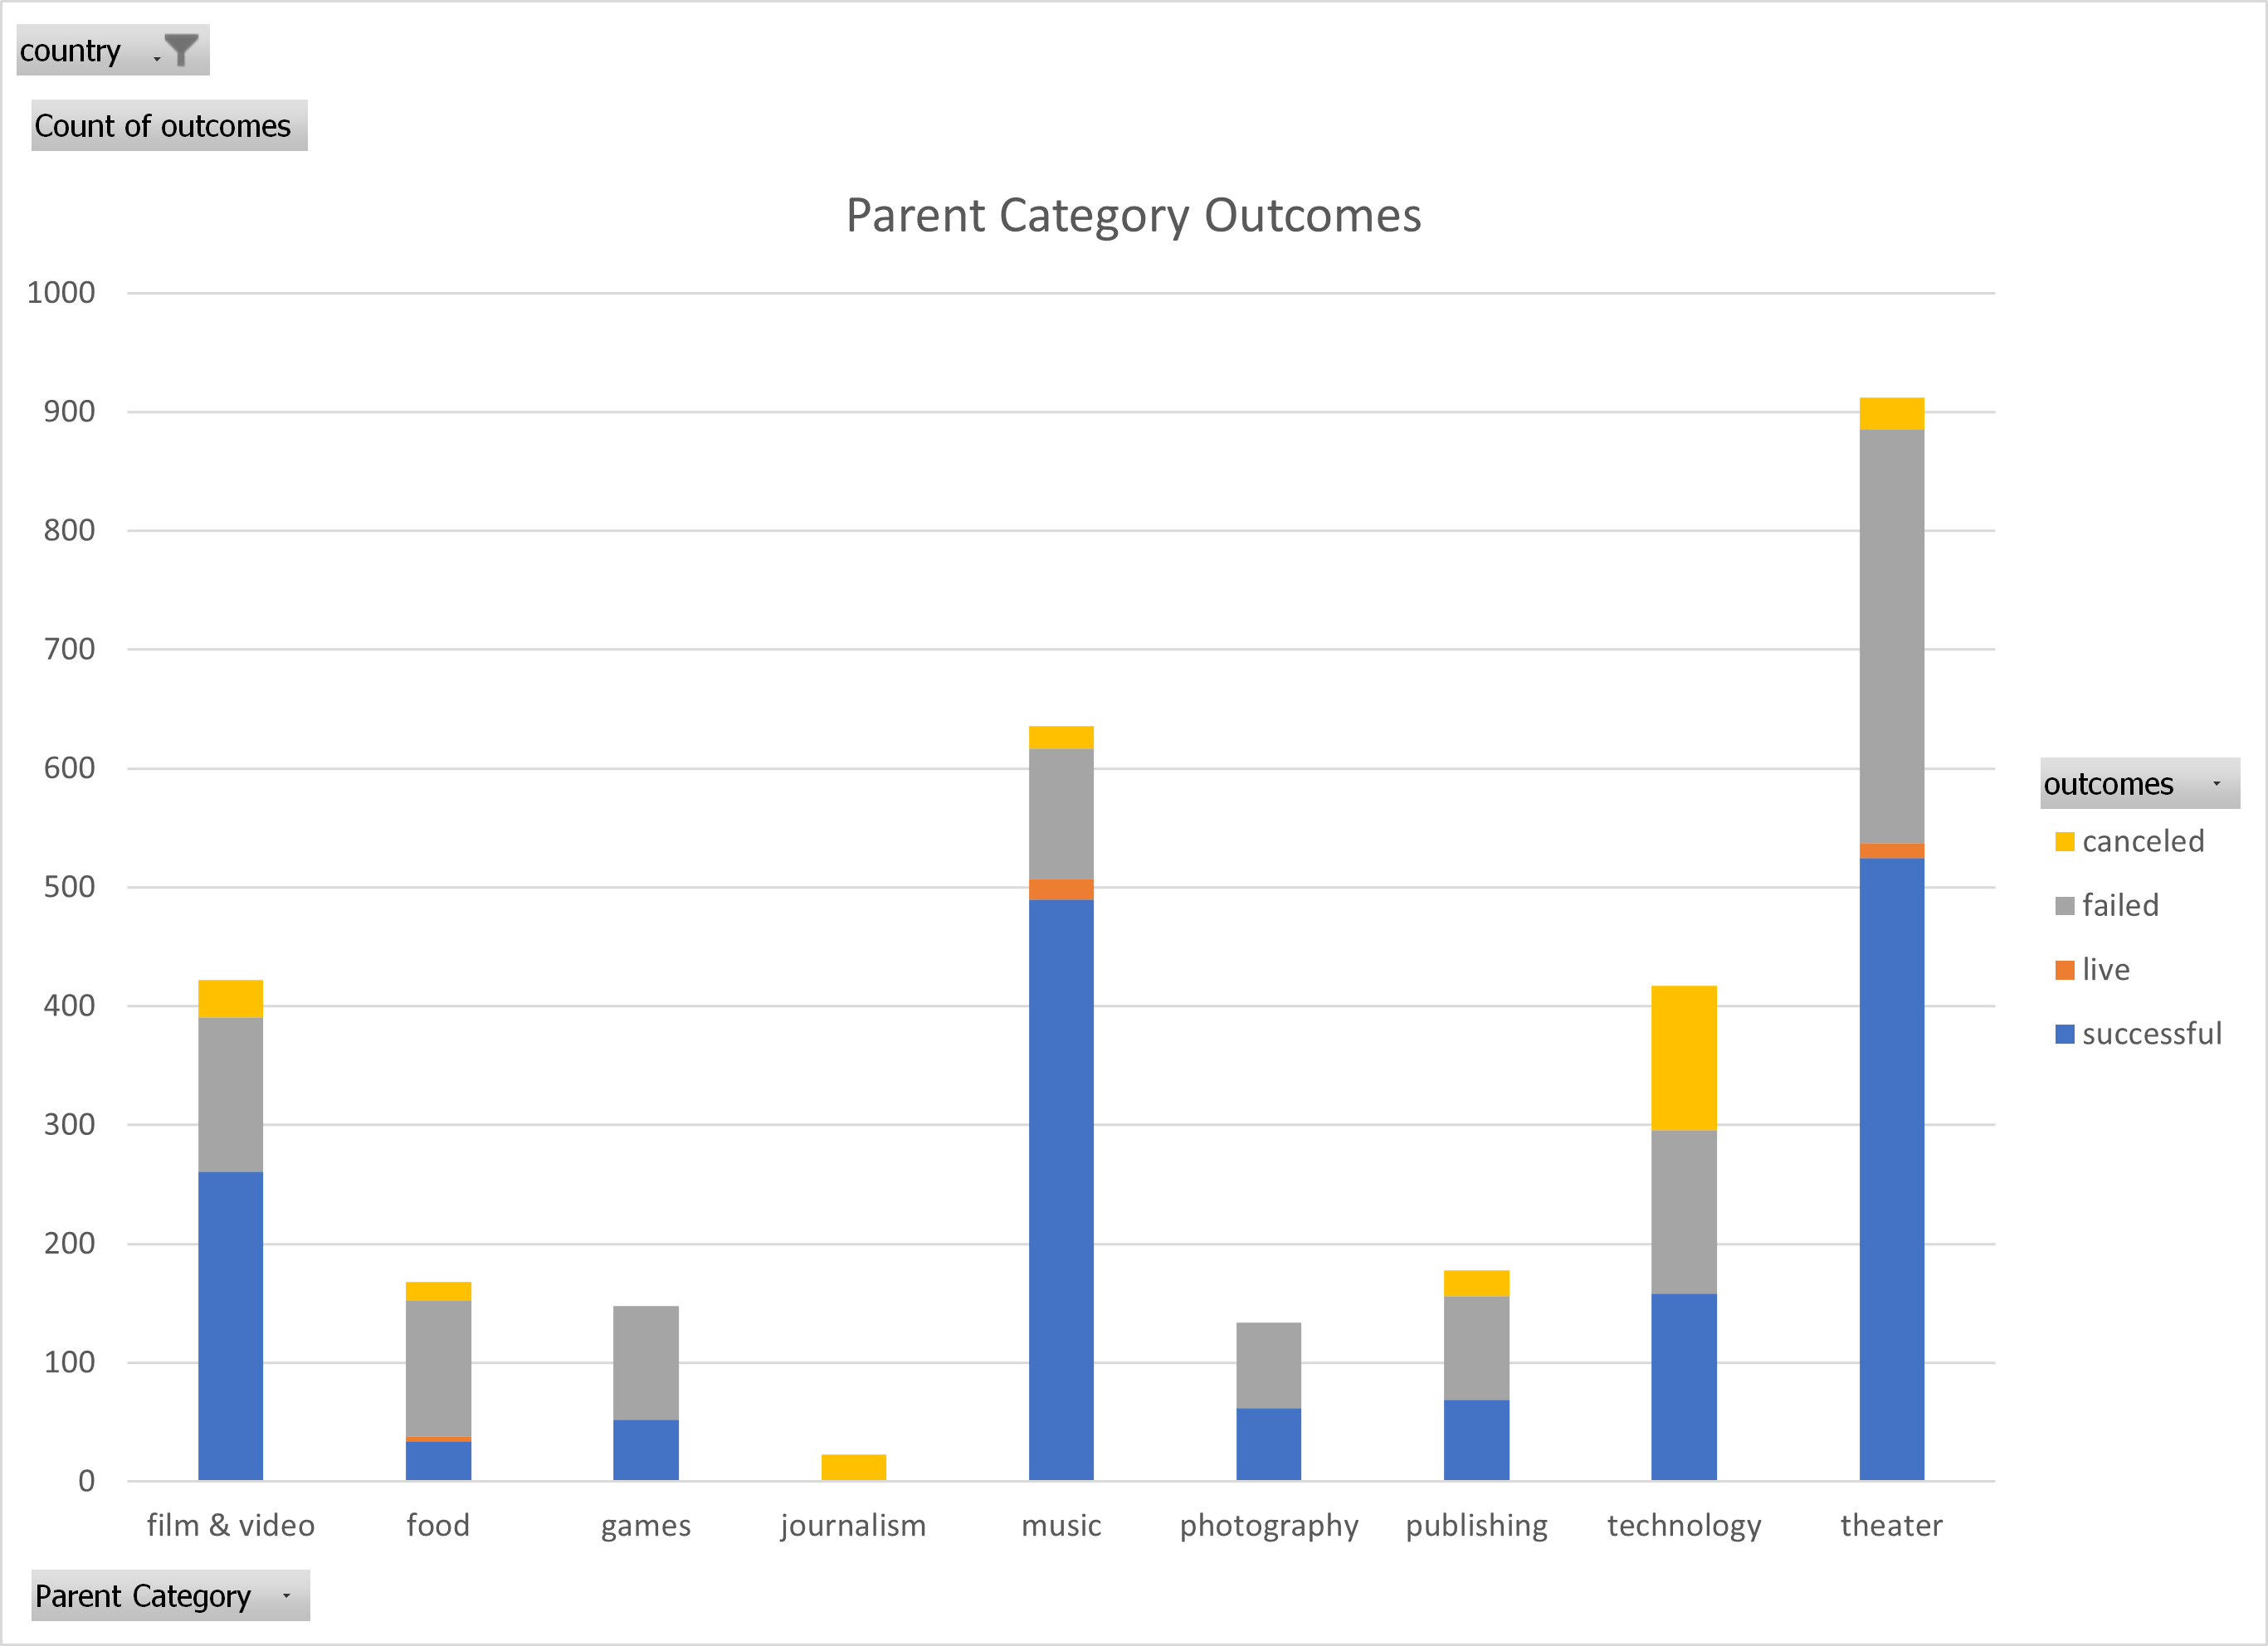 country
Count of outcomes
Parent Category Outcomes
1000
900
800
700
600
500
400
300
200
100
0
film & video
food
games
journalism
music
photography
publishing
technology
theater
outcomes
canceled
failed
live
successful
Parent Category